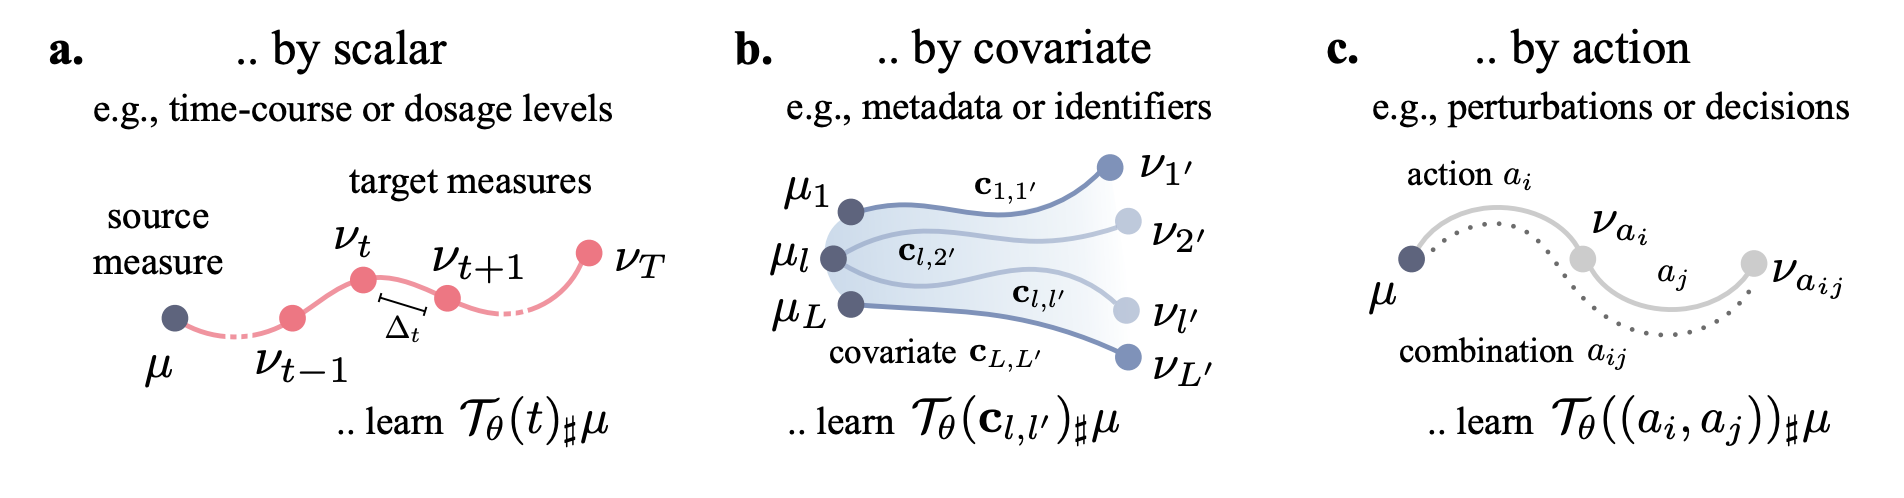 a. .. by scalar
e.g., time-course or dosage levels
target measures
source
measure
μ
ν_{t−1}
ν_t
ν_{t+1}
Δ_t
ν_T
.. learn 𝒯_θ(t)_♯μ
b. .. by covariate
e.g., metadata or identifiers
μ_1
μ_l
μ_L
c_{1,1′}
c_{l,2′}
c_{l,l′}
covariate c_{L,L′}
ν_{1′}
ν_{2′}
ν_{l′}
ν_{L′}
.. learn 𝒯_θ(c_{l,l′})_♯μ
c. .. by action
e.g., perturbations or decisions
action a_i
μ
ν_{a_i}
a_j
ν_{a_{ij}}
combination a_{ij}
.. learn 𝒯_θ((a_i, a_j))_♯μ